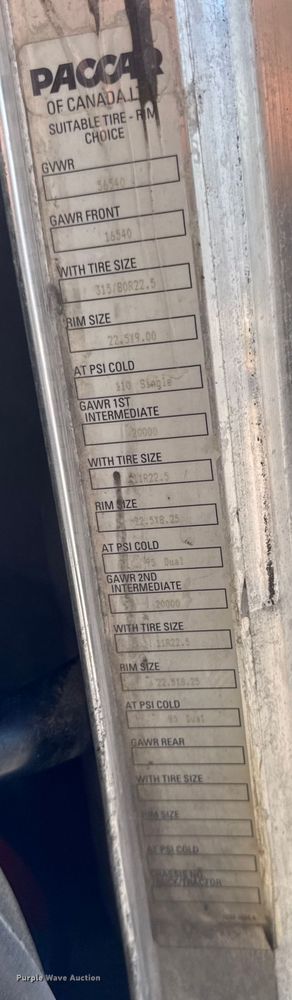 PACCAR
OF CANADA LT
SUITABLE TIRE - RIM
CHOICE
GVWR
56540
GAWR FRONT
16540
WITH TIRE SIZE
315/80R22.5
RIM SIZE
22.5X9.00
AT PSI COLD
110 Single
GAWR 1ST
INTERMEDIATE
20000
WITH TIRE SIZE
11R22.5
RIM SIZE
22.5X8.25
AT PSI COLD
95 Dual
GAWR 2ND
INTERMEDIATE
20000
WITH TIRE SIZE
11R22.5
RIM SIZE
22.5X8.25
AT PSI COLD
95 Dual
GAWR REAR
WITH TIRE SIZE
RIM SIZE
AT PSI COLD
CHASSIS NO.
TRUCK/TRACTOR
Purple Wave Auction